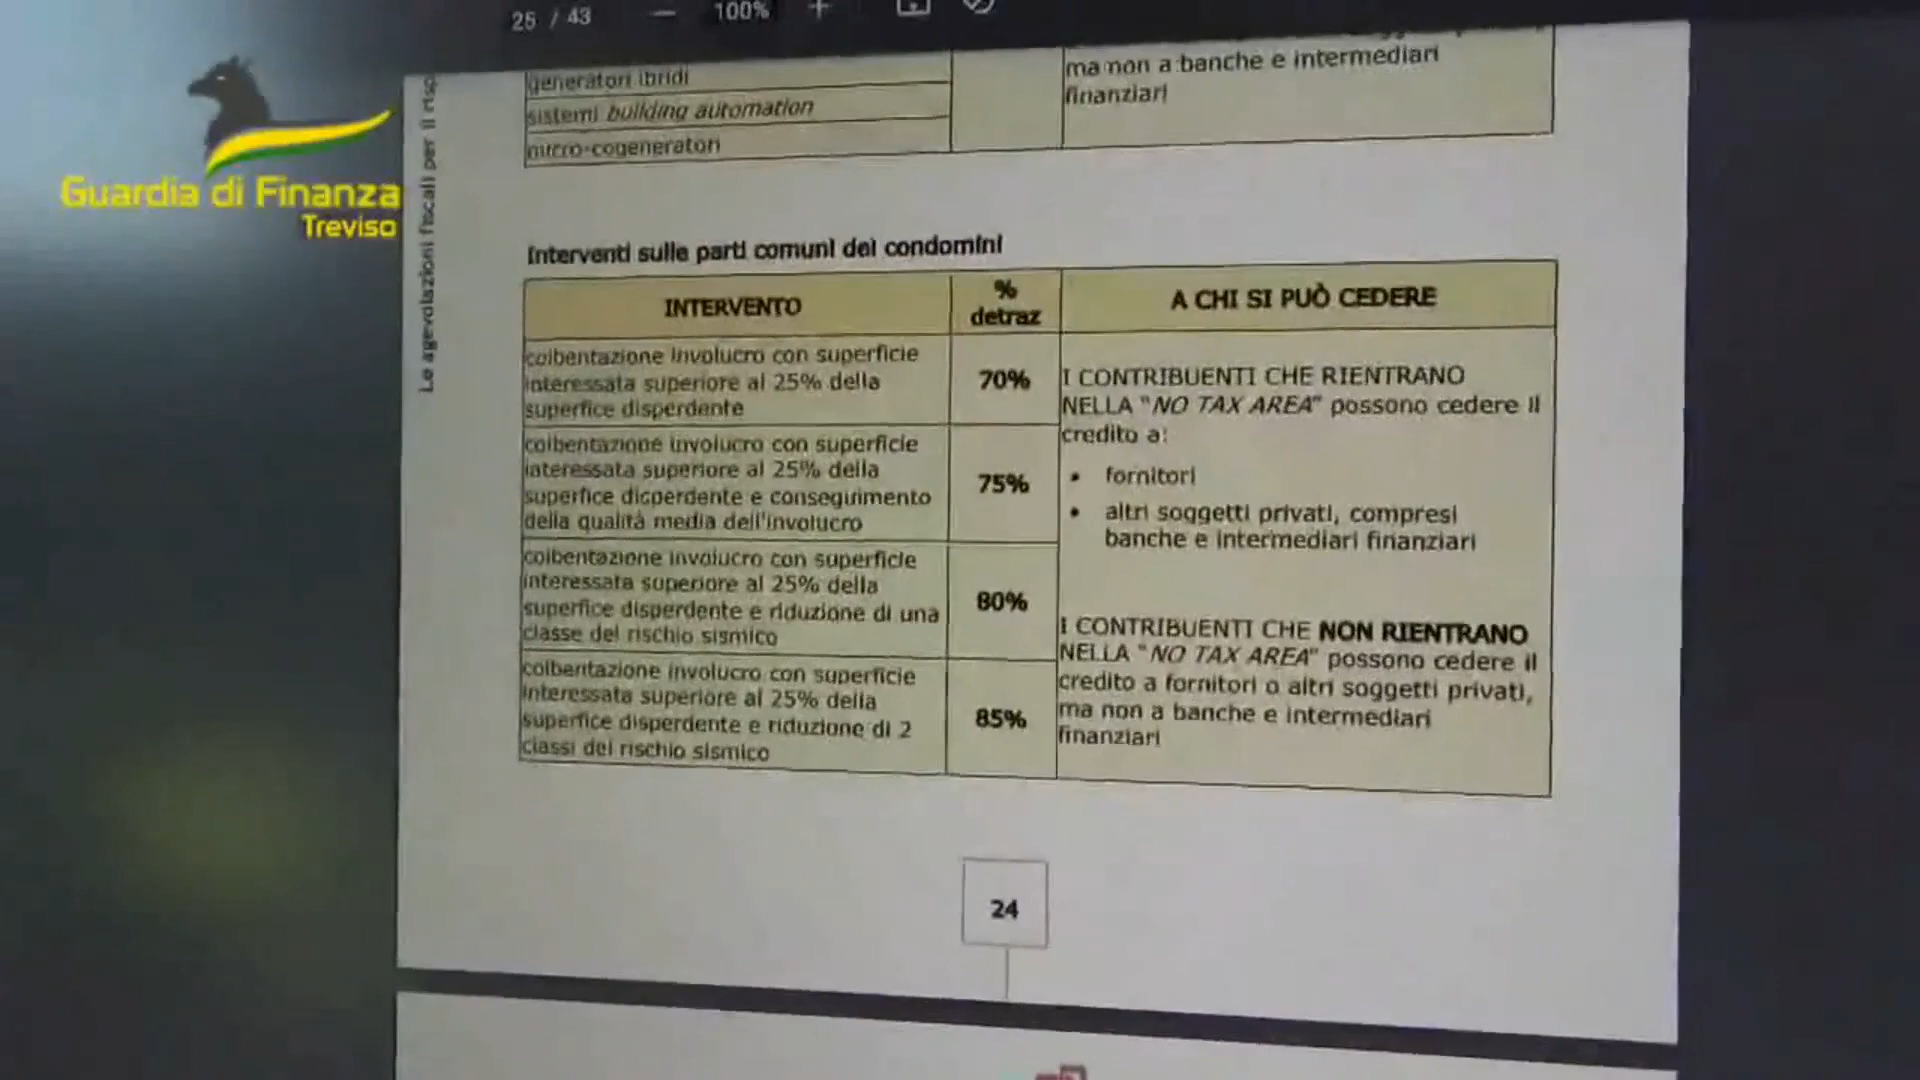 25 / 43
100%
Guardia di Finanza
Treviso
Le agevolazioni fiscali per il risp
generatori ibridi
sistemi building automation
micro-cogeneratori
ma non a banche e intermediari
finanziari
Interventi sulle parti comuni dei condomini
INTERVENTO
%
detraz
A CHI SI PUÒ CEDERE
coibentazione involucro con superficie
interessata superiore al 25% della
superfice disperdente
70%
coibentazione involucro con superficie
interessata superiore al 25% della
superfice disperdente e conseguimento
della qualità media dell'involucro
75%
coibentazione involucro con superficie
interessata superiore al 25% della
superfice disperdente e riduzione di una
classe del rischio sismico
80%
coibentazione involucro con superficie
interessata superiore al 25% della
superfice disperdente e riduzione di 2
classi del rischio sismico
85%
I CONTRIBUENTI CHE RIENTRANO
NELLA "NO TAX AREA" possono cedere il
credito a:
• fornitori
• altri soggetti privati, compresi
banche e intermediari finanziari
I CONTRIBUENTI CHE NON RIENTRANO
NELLA "NO TAX AREA" possono cedere il
credito a fornitori o altri soggetti privati,
ma non a banche e intermediari
finanziari
24